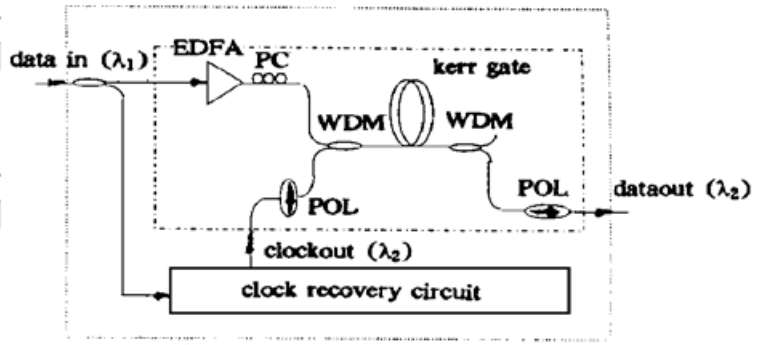 EDFA
data in (λ₁)
PC
kerr gate
WDM
WDM
POL
POL
dataout (λ₂)
clockout (λ₂)
clock recovery circuit